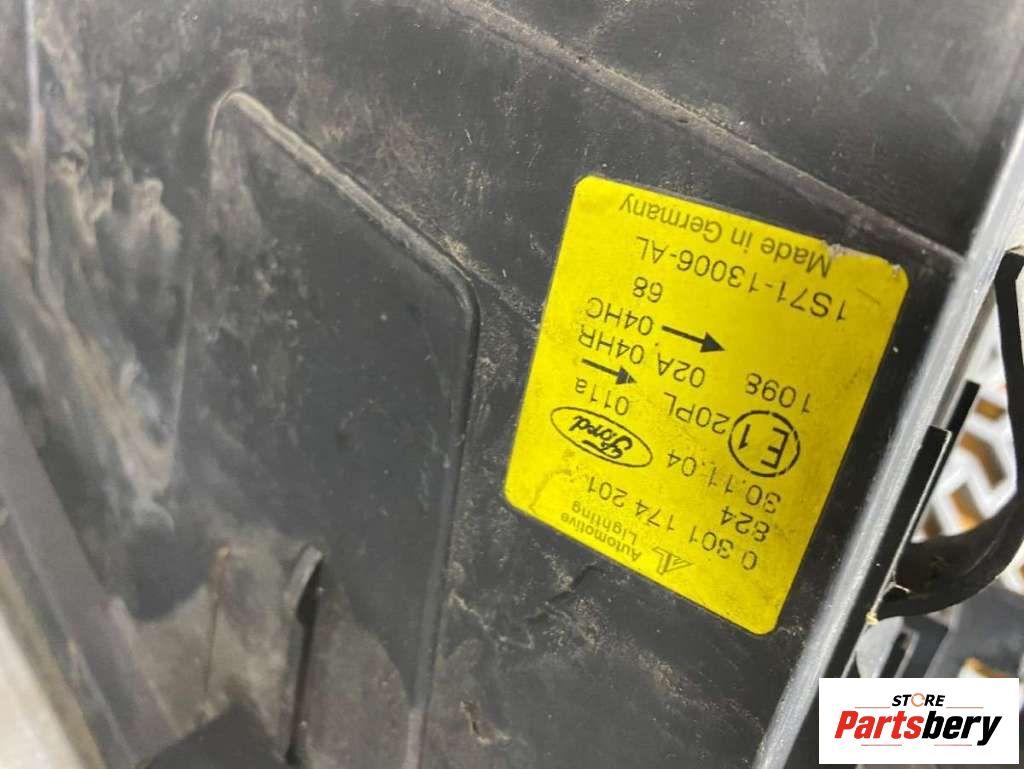 AL Automotive
Lighting
0 301 174 201
824
30.11.04
Ford
E1
20PL
011a
1098
02A 04HR
04HC
68
1S71-13006-AL
Made in Germany
STORE
Partsbery